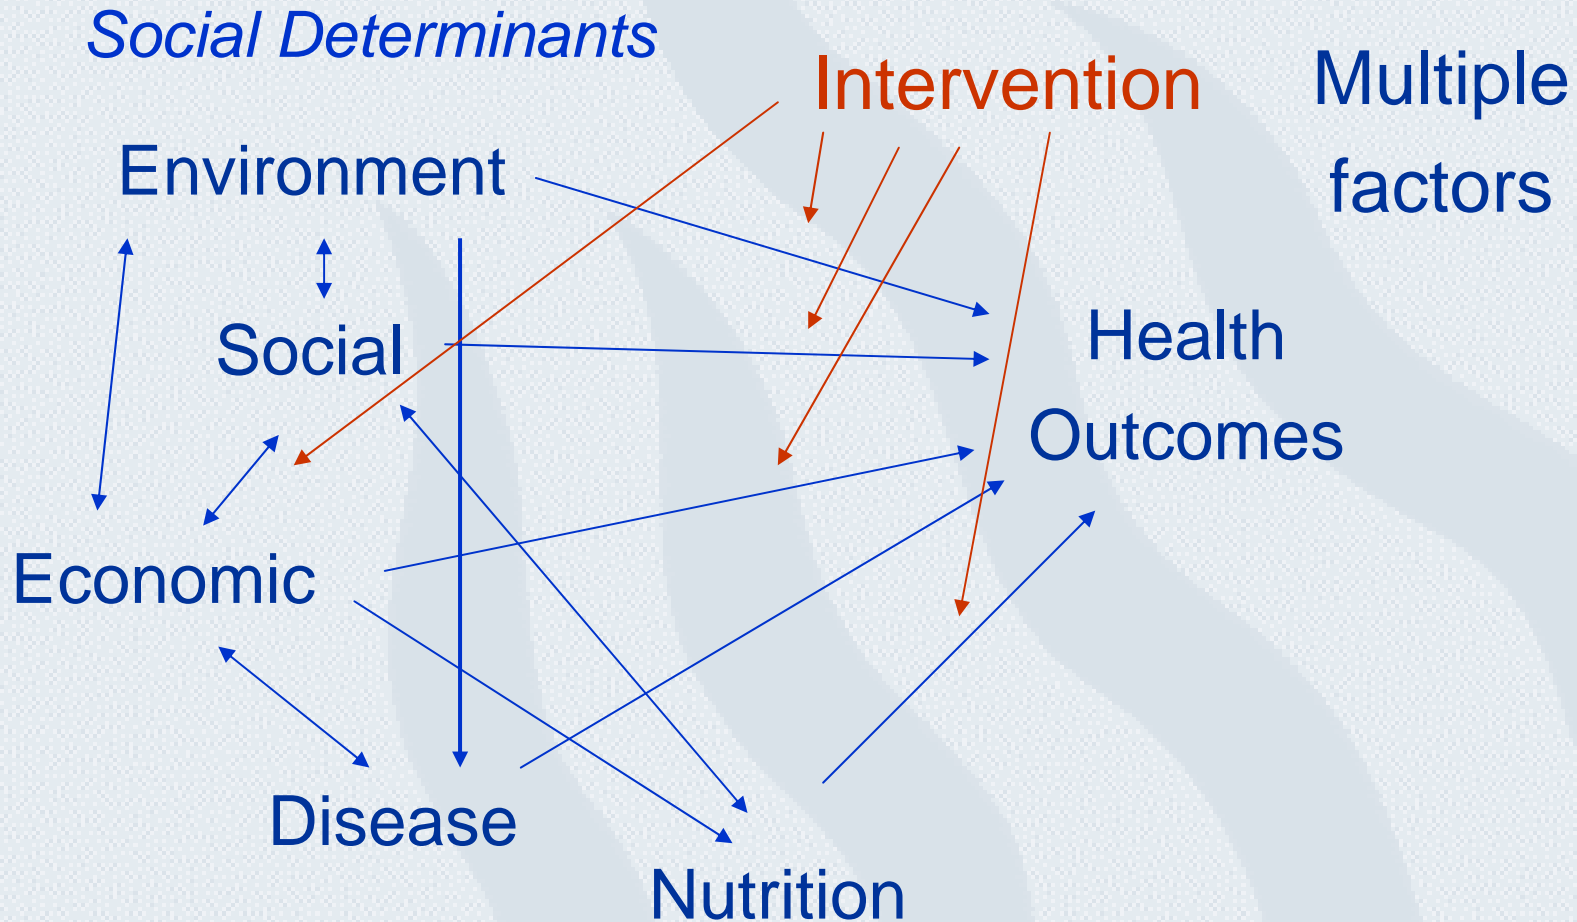 Social Determinants
Intervention
Multiple
factors
Environment
Social
Health
Outcomes
Economic
Disease
Nutrition